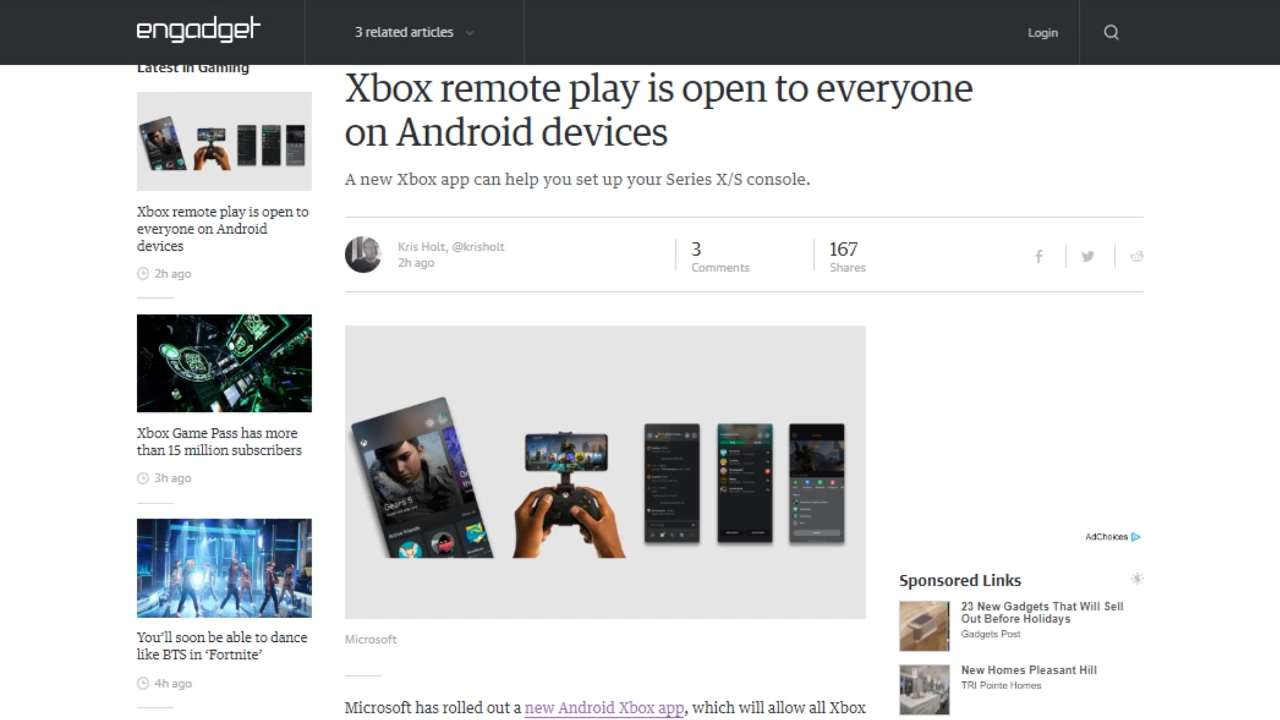 engadget
3 related articles
Login
Latest in Gaming
Xbox remote play is open to
everyone on Android
devices
2h ago
Xbox Game Pass has more
than 15 million subscribers
3h ago
You'll soon be able to dance
like BTS in ‘Fortnite’
4h ago
Xbox remote play is open to everyone
on Android devices
A new Xbox app can help you set up your Series X/S console.
Kris Holt, @krisholt
2h ago
3
Comments
167
Shares
Gears 5
Active friends
Microsoft
Microsoft has rolled out a new Android Xbox app, which will allow all Xbox
AdChoices
Sponsored Links
23 New Gadgets That Will Sell
Out Before Holidays
Gadgets Post
New Homes Pleasant Hill
TRI Pointe Homes